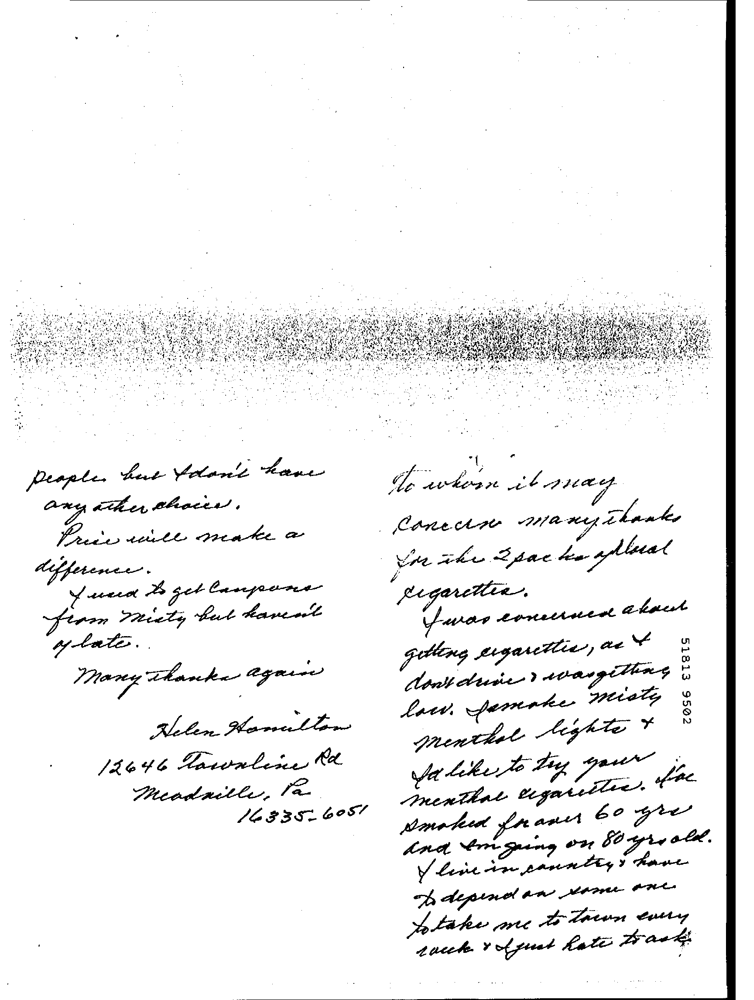 To whom it may
concern many thanks
for the 2 packs of
cigarettes.
I was concerned about
getting cigarettes, as I
don't drive & was getting
low. I smoke Misty
Menthol lights &
I'd like to try your
menthol cigarettes. I've
smoked for over 60 yrs
and I'm going on 80 yrs old.
I live in country & have
to depend on some one
to take me to town every
week & I just hate to ask
people but I don't have
any other choice.
Price will make a
difference.
I used to get Coupons
from Misty but haven't
of late.
Many thanks again
Helen Hamilton
12646 Townline Rd
Meadville, Pa
16335-6051
51813 9502